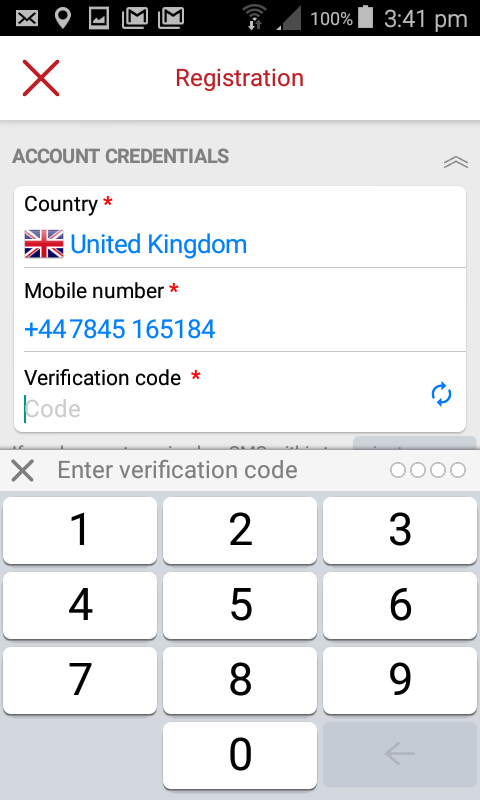 100% 3:41 pm
Registration
ACCOUNT CREDENTIALS
Country *
United Kingdom
Mobile number *
+44 7845 165184
Verification code *
Code
Enter verification code
1 2 3
4 5 6
7 8 9
0